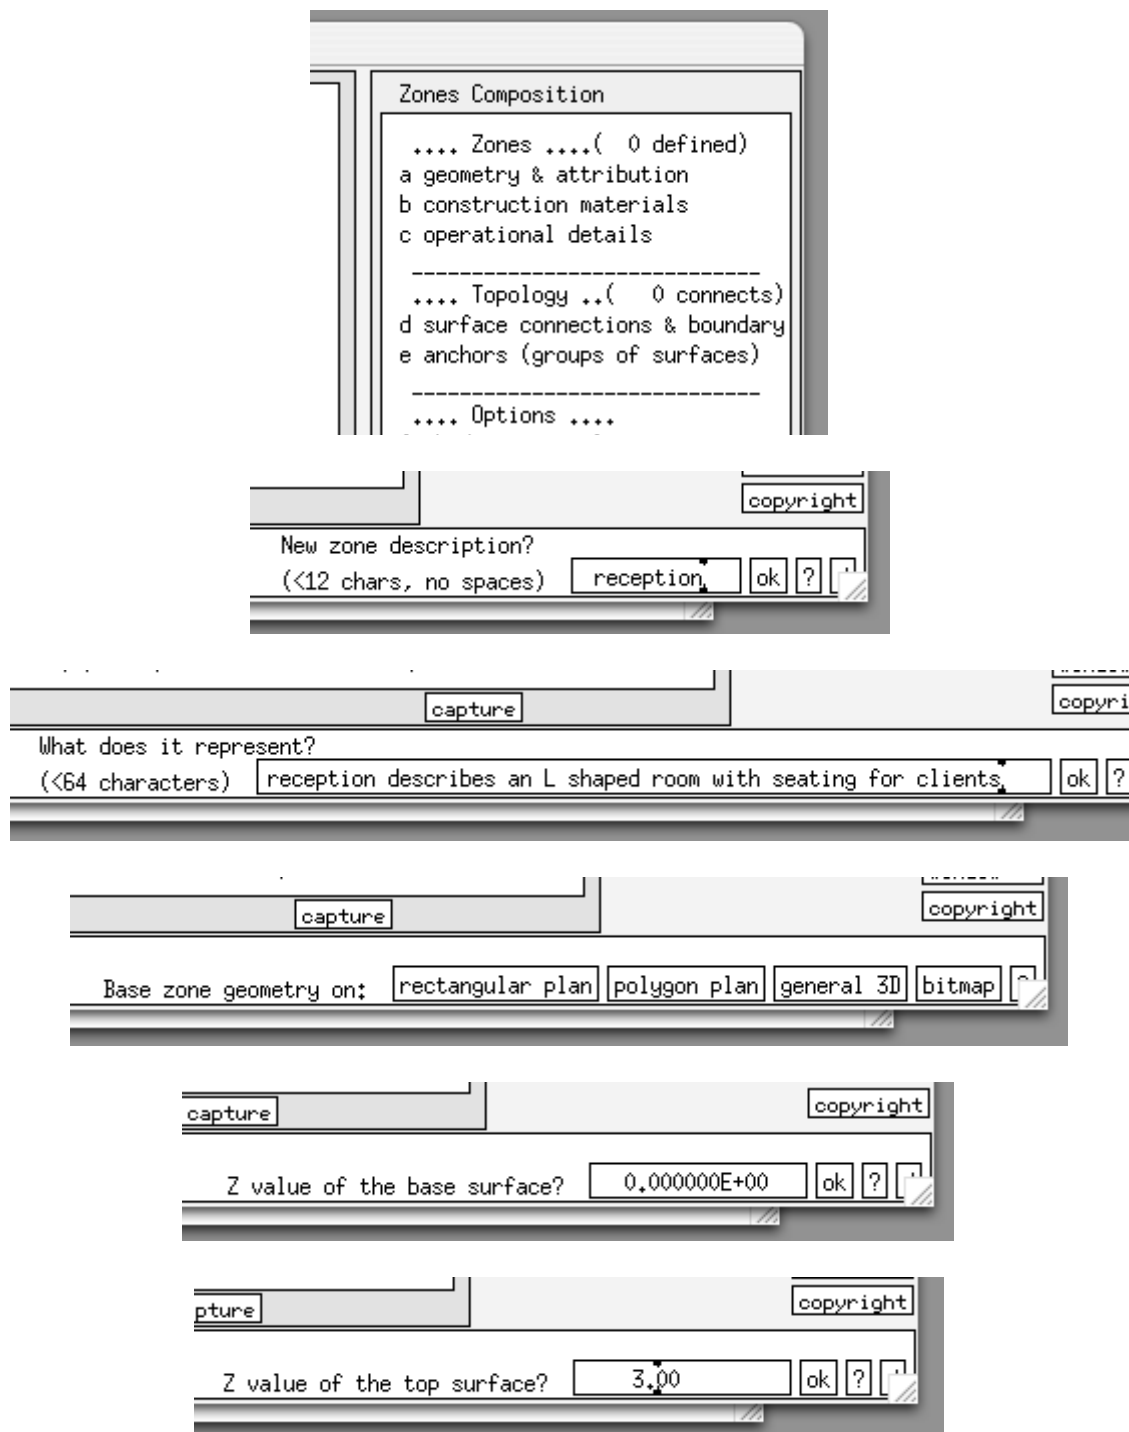 Zones Composition
.... Zones ....(  0 defined)
a geometry & attribution
b construction materials
c operational details
_____________________________
.... Topology ..(   0 connects)
d surface connections & boundary
e anchors (groups of surfaces)
_____________________________
.... Options ....
copyright
New zone description?
(<12 chars, no spaces) reception ok ?
capture copyri
What does it represent?
(<64 characters) reception describes an L shaped room with seating for clients ok ?
capture copyright
Base zone geometry on: rectangular plan polygon plan general 3D bitmap ?
capture copyright
Z value of the base surface? 0.000000E+00 ok ?
pture copyright
Z value of the top surface? 3.00 ok ?